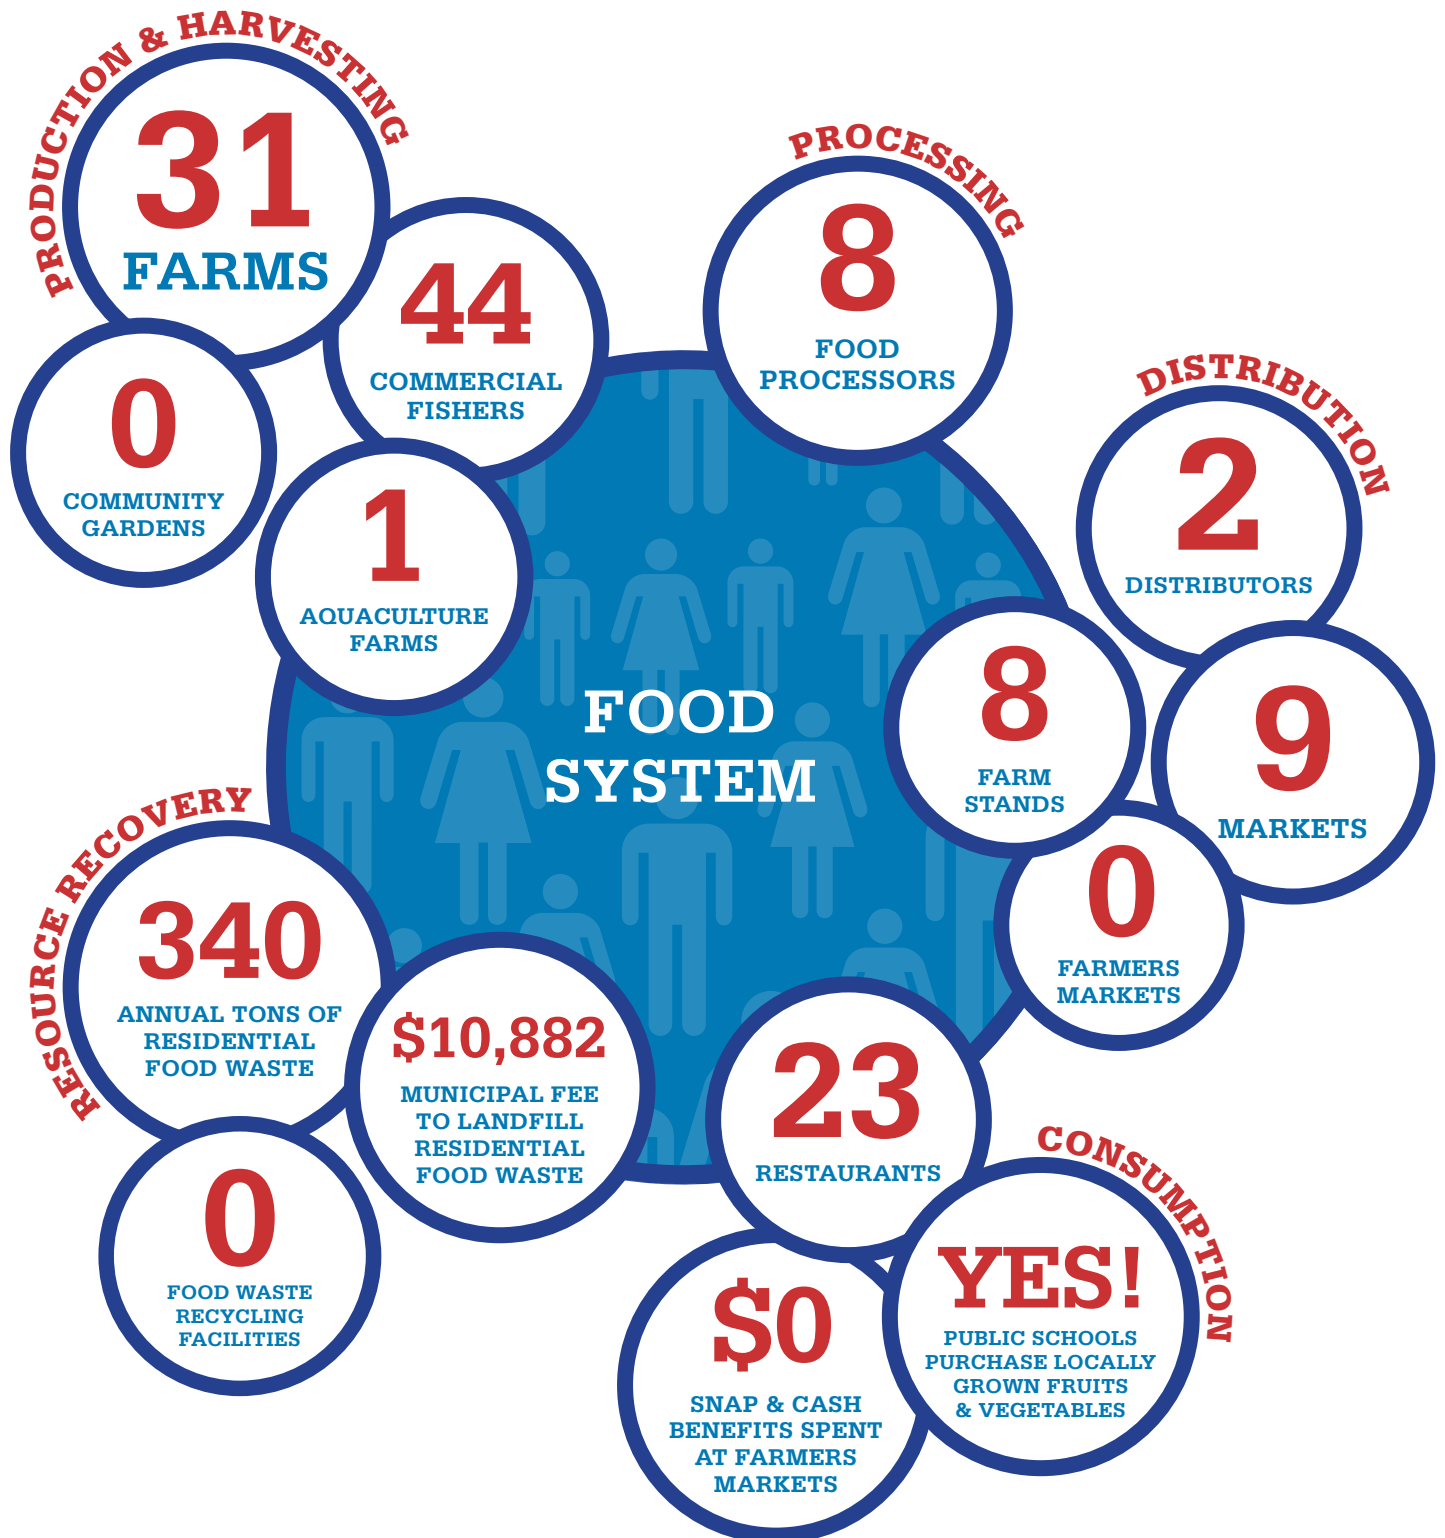 PRODUCTION & HARVESTING
31
FARMS
44
COMMERCIAL
FISHERS
0
COMMUNITY
GARDENS
1
AQUACULTURE
FARMS
PROCESSING
8
FOOD
PROCESSORS
DISTRIBUTION
2
DISTRIBUTORS
8
FARM
STANDS
9
MARKETS
0
FARMERS
MARKETS
FOOD
SYSTEM
RESOURCE RECOVERY
340
ANNUAL TONS OF
RESIDENTIAL
FOOD WASTE
$10,882
MUNICIPAL FEE
TO LANDFILL
RESIDENTIAL
FOOD WASTE
0
FOOD WASTE
RECYCLING
FACILITIES
CONSUMPTION
23
RESTAURANTS
YES!
PUBLIC SCHOOLS
PURCHASE LOCALLY
GROWN FRUITS
& VEGETABLES
$0
SNAP & CASH
BENEFITS SPENT
AT FARMERS
MARKETS